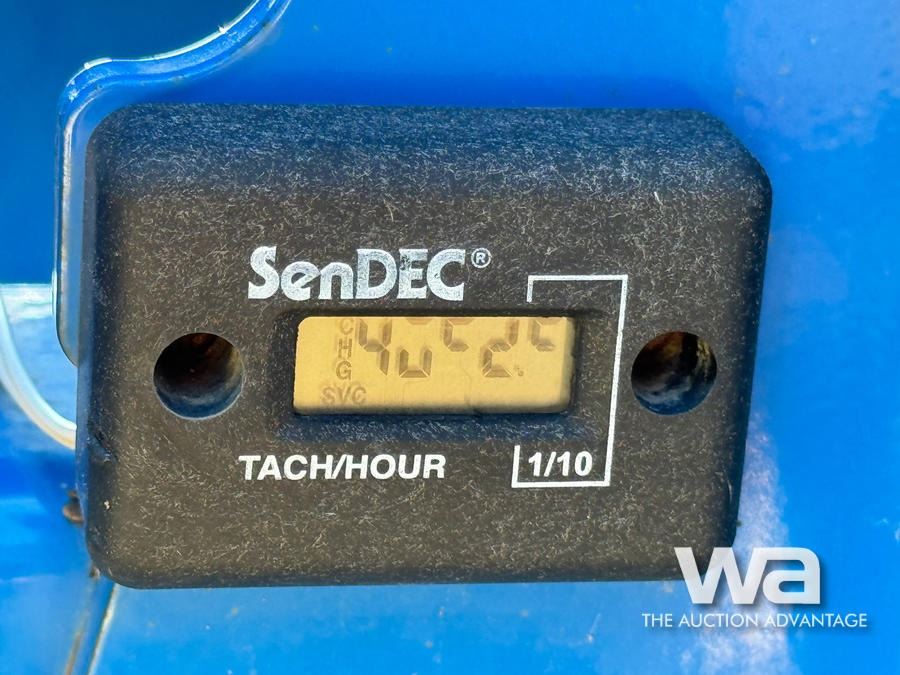 SenDEC®
CHG
SVC
TACH/HOUR
1/10
wa
THE AUCTION ADVANTAGE